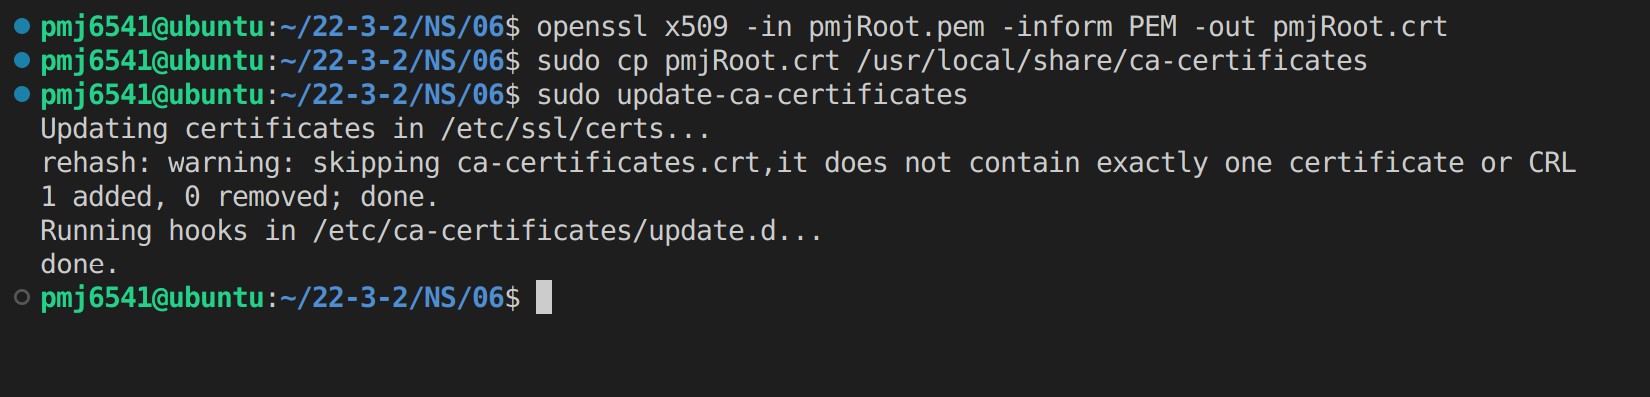 pmj6541@ubuntu:~/22-3-2/NS/06$ openssl x509 -in pmjRoot.pem -inform PEM -out pmjRoot.crt
pmj6541@ubuntu:~/22-3-2/NS/06$ sudo cp pmjRoot.crt /usr/local/share/ca-certificates
pmj6541@ubuntu:~/22-3-2/NS/06$ sudo update-ca-certificates
Updating certificates in /etc/ssl/certs...
rehash: warning: skipping ca-certificates.crt,it does not contain exactly one certificate or CRL
1 added, 0 removed; done.
Running hooks in /etc/ca-certificates/update.d...
done.
pmj6541@ubuntu:~/22-3-2/NS/06$